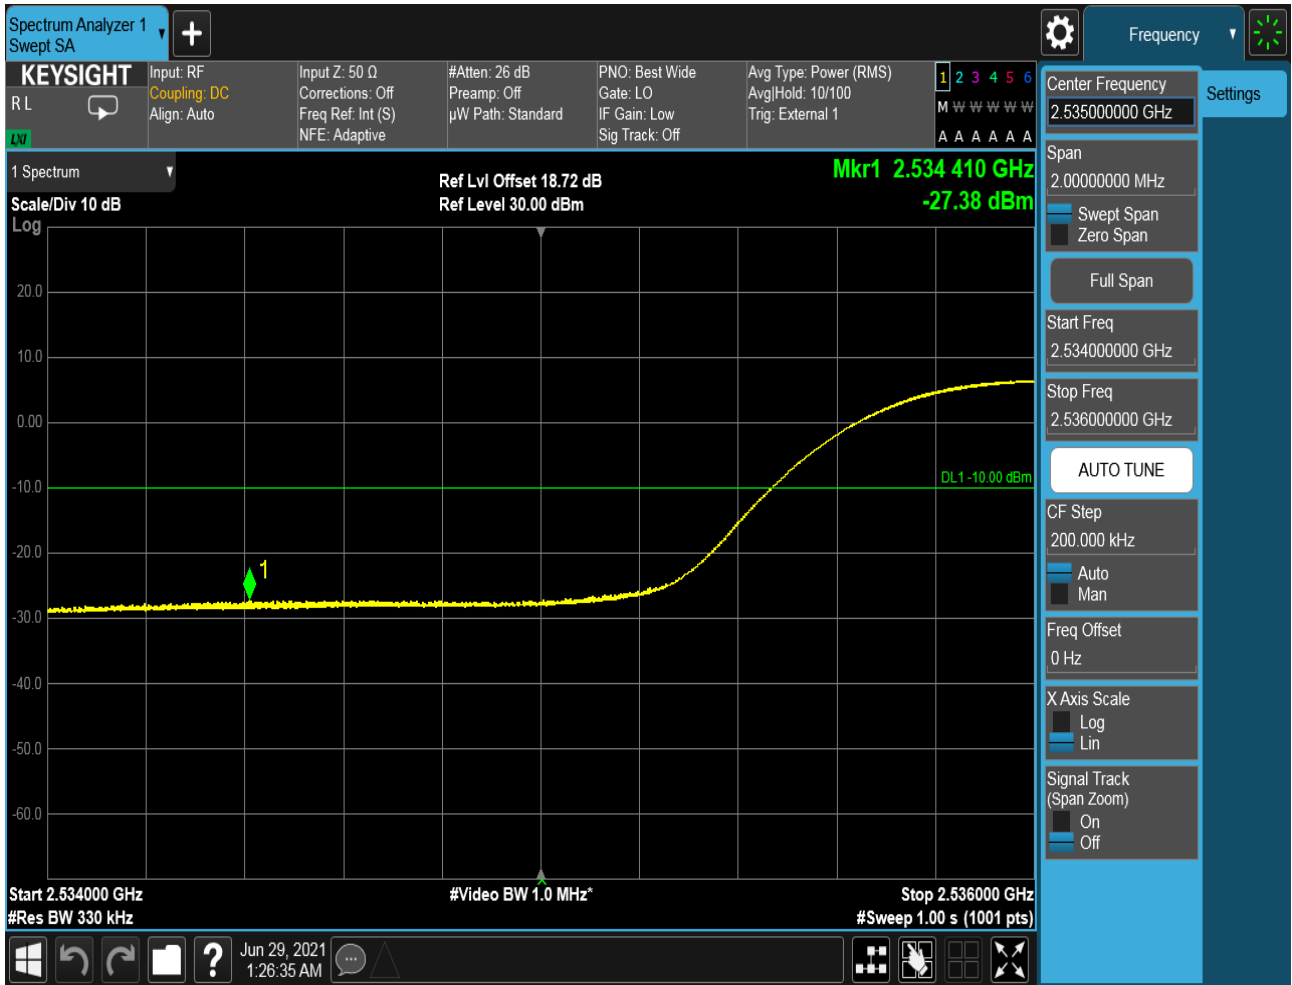 Spectrum Analyzer 1
Swept SA
Frequency
KEYSIGHT
R L
LXI
Input: RF
Coupling: DC
Align: Auto
Input Z: 50 Ω
Corrections: Off
Freq Ref: Int (S)
NFE: Adaptive
#Atten: 26 dB
Preamp: Off
µW Path: Standard
PNO: Best Wide
Gate: LO
IF Gain: Low
Sig Track: Off
Avg Type: Power (RMS)
Avg|Hold: 10/100
Trig: External 1
1 2 3 4 5 6
M W W W W W
A A A A A A
1 Spectrum
Scale/Div 10 dB
Log
Ref Lvl Offset 18.72 dB
Ref Level 30.00 dBm
Mkr1 2.534 410 GHz
-27.38 dBm
20.0
10.0
0.00
-10.0
-20.0
-30.0
-40.0
-50.0
-60.0
DL1 -10.00 dBm
1
Start 2.534000 GHz
#Res BW 330 kHz
#Video BW 1.0 MHz*
Stop 2.536000 GHz
#Sweep 1.00 s (1001 pts)
Jun 29, 2021
1:26:35 AM
Center Frequency
2.535000000 GHz
Settings
Span
2.00000000 MHz
Swept Span
Zero Span
Full Span
Start Freq
2.534000000 GHz
Stop Freq
2.536000000 GHz
AUTO TUNE
CF Step
200.000 kHz
Auto
Man
Freq Offset
0 Hz
X Axis Scale
Log
Lin
Signal Track
(Span Zoom)
On
Off